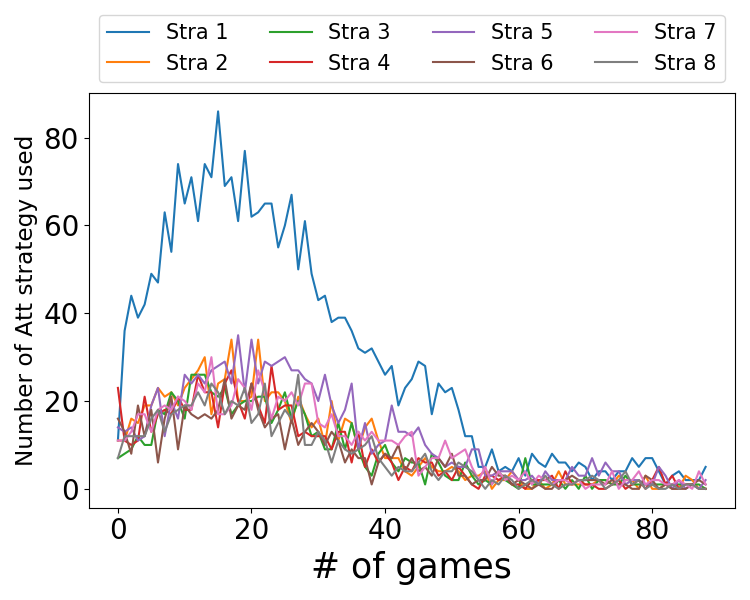 Stra 1 Stra 3 Stra 5 Stra 7
Stra 2 Stra 4 Stra 6 Stra 8
Number of Att strategy used
80
60
40
20
0
0 20 40 60 80
# of games